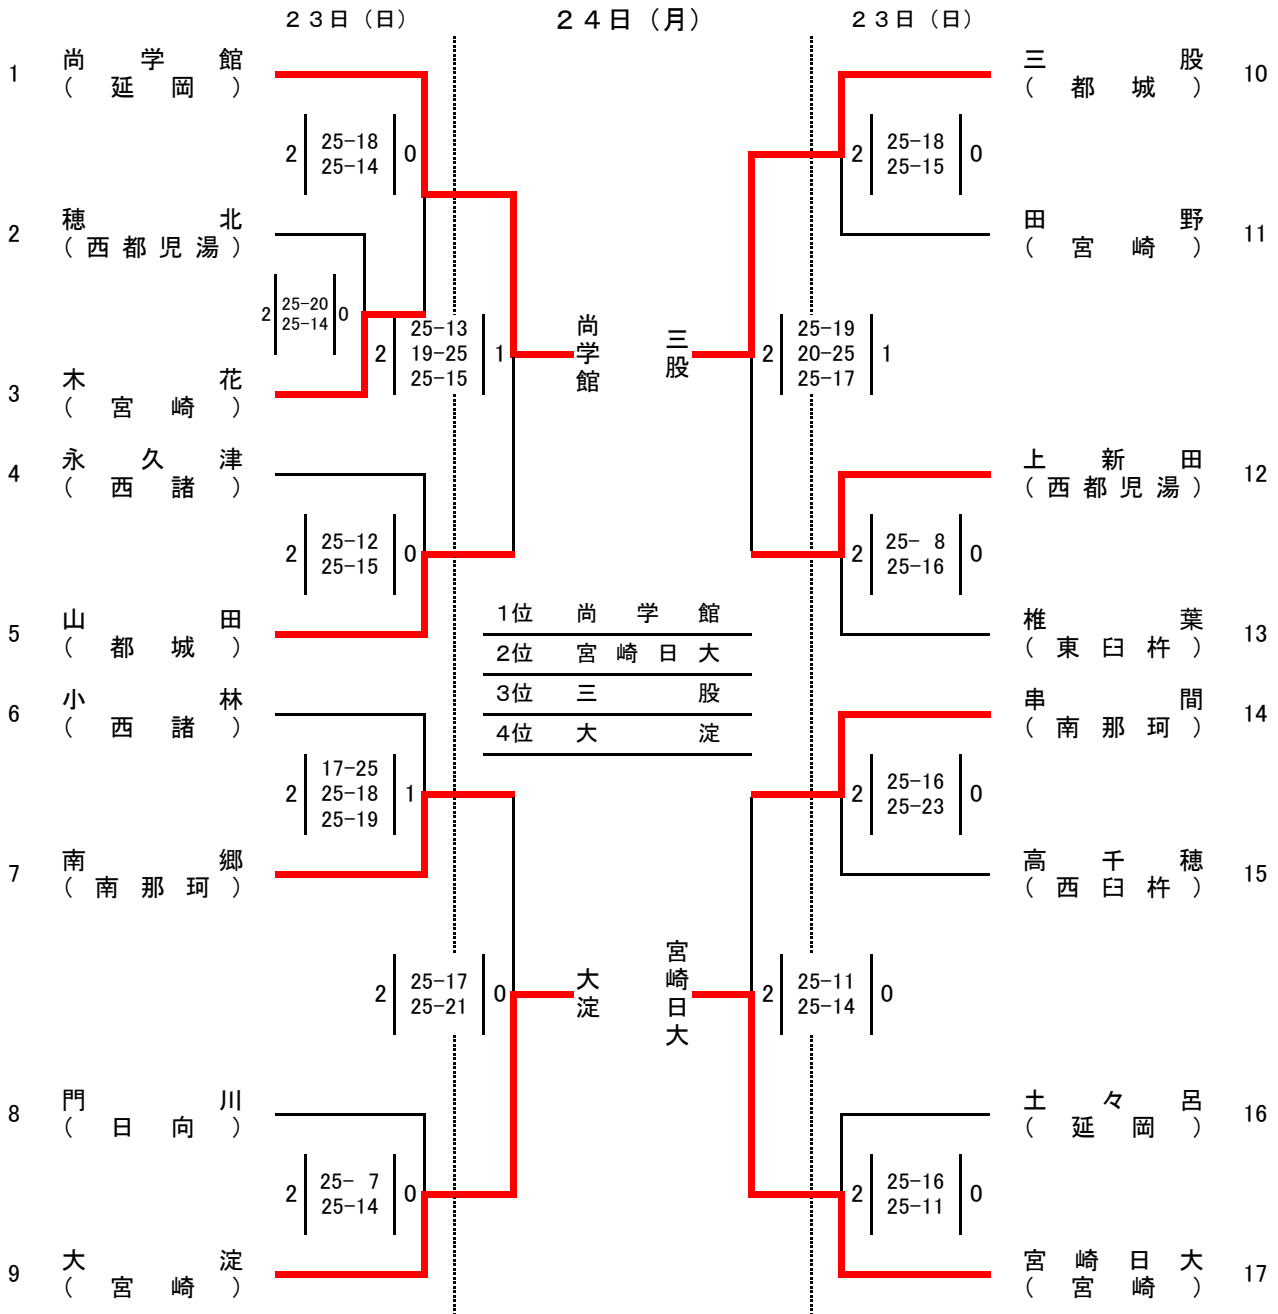 ２３日（日）
２４日（月）
２３日（日）
1 尚学館
（延岡）
2 25-18 0
25-14
2 穂北
（西都児湯）
2 25-20 0
25-14
3 木花
（宮崎）
2 25-13 1
19-25
25-15
4 永久津
（西諸）
2 25-12 0
25-15
5 山田
（都城）
6 小林
（西諸）
2 17-25 1
25-18
25-19
7 南郷
（南那珂）
2 25-17 0
25-21
8 門川
（日向）
2 25- 7 0
25-14
9 大淀
（宮崎）
尚学館
三股
1位 尚学館
2位 宮崎日大
3位 三股
4位 大淀
大淀
宮崎日大
三股 10
（都城）
2 25-18 0
25-15
田野 11
（宮崎）
2 25-19 1
20-25
25-17
上新田 12
（西都児湯）
2 25- 8 0
25-16
椎葉 13
（東臼杵）
串間 14
（南那珂）
2 25-16 0
25-23
高千穂 15
（西臼杵）
2 25-11 0
25-14
土々呂 16
（延岡）
2 25-16 0
25-11
宮崎日大 17
（宮崎）